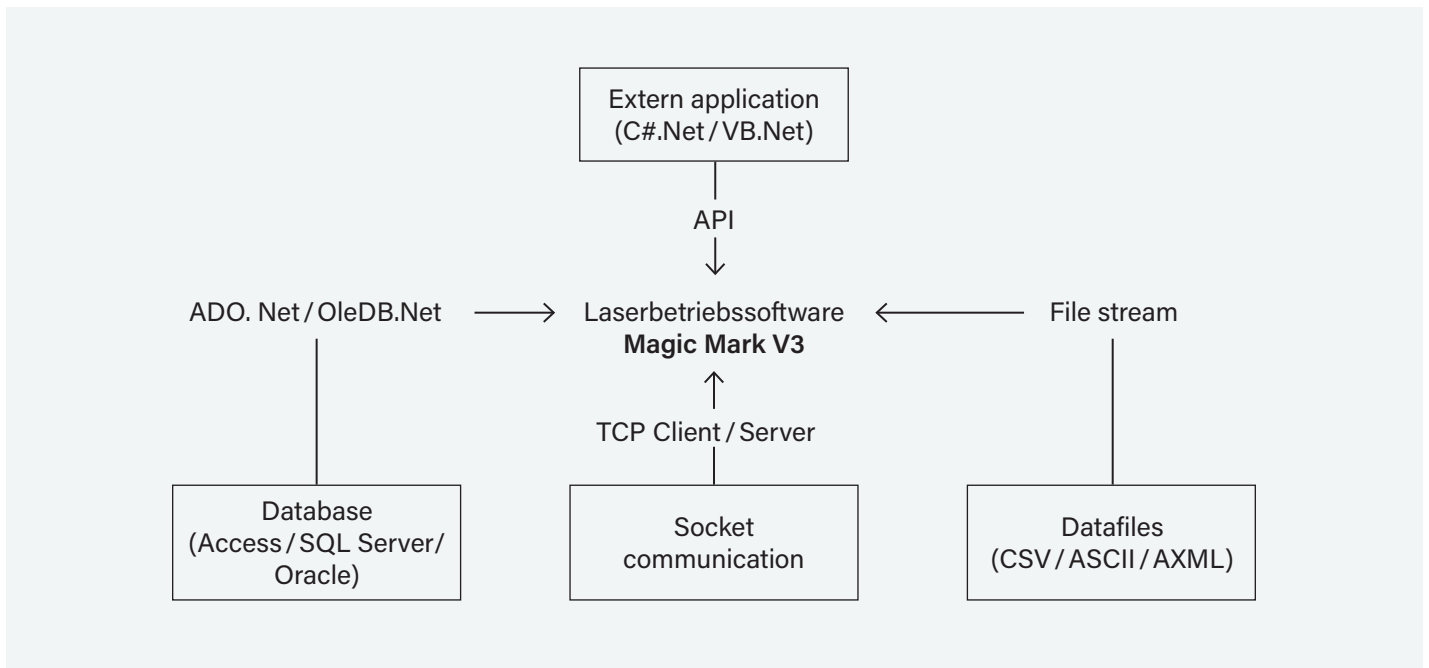 Extern application
(C#.Net/VB.Net)
API
ADO. Net/OleDB.Net
Laserbetriebssoftware
Magic Mark V3
File stream
TCP Client/Server
Database
(Access/SQL Server/
Oracle)
Socket
communication
Datafiles
(CSV/ASCII/AXML)